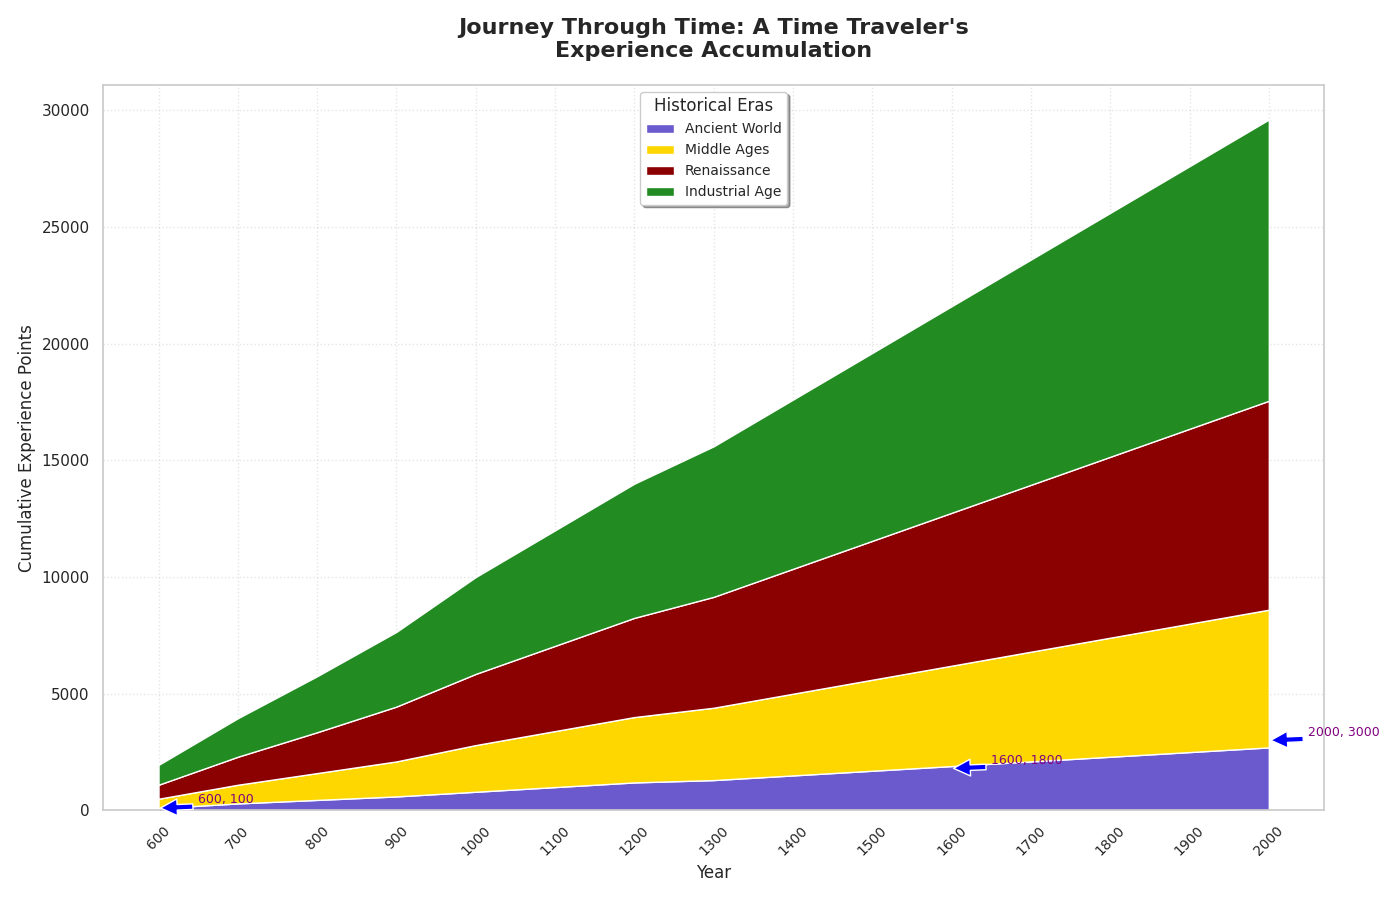 Journey Through Time: A Time Traveler's
Experience Accumulation
Historical Eras
Ancient World
Middle Ages
Renaissance
Industrial Age
Cumulative Experience Points
30000
25000
20000
15000
10000
5000
0
600, 100
1600, 1800
2000, 3000
600
700
800
900
1000
1100
1200
1300
1400
1500
1600
1700
1800
1900
2000
Year